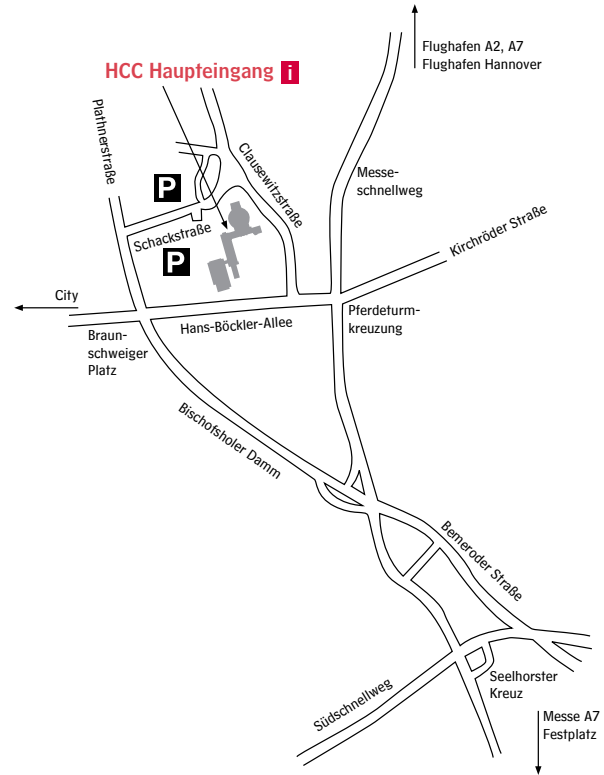 Flughafen A2, A7
Flughafen Hannover
HCC Haupteingang i
Plathnerstraße
Clausewitzstraße
Messe-
schnellweg
P
Kirchröder Straße
Schackstraße
P
City
Hans-Böckler-Allee
Pferdeturm-
kreuzung
Braun-
schweiger
Platz
Bischofsholer Damm
Bemeroder Straße
Südschnellweg
Seelhorster
Kreuz
Messe A7
Festplatz